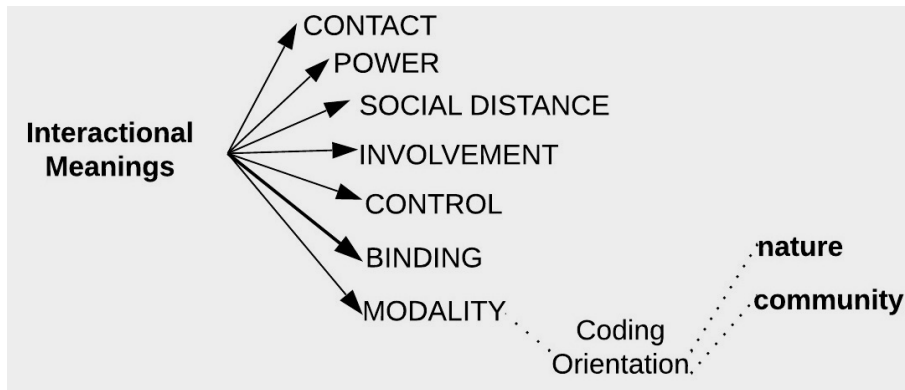 CONTACT
POWER
SOCIAL DISTANCE
Interactional
Meanings
INVOLVEMENT
CONTROL
BINDING
MODALITY
Coding
Orientation
nature
community